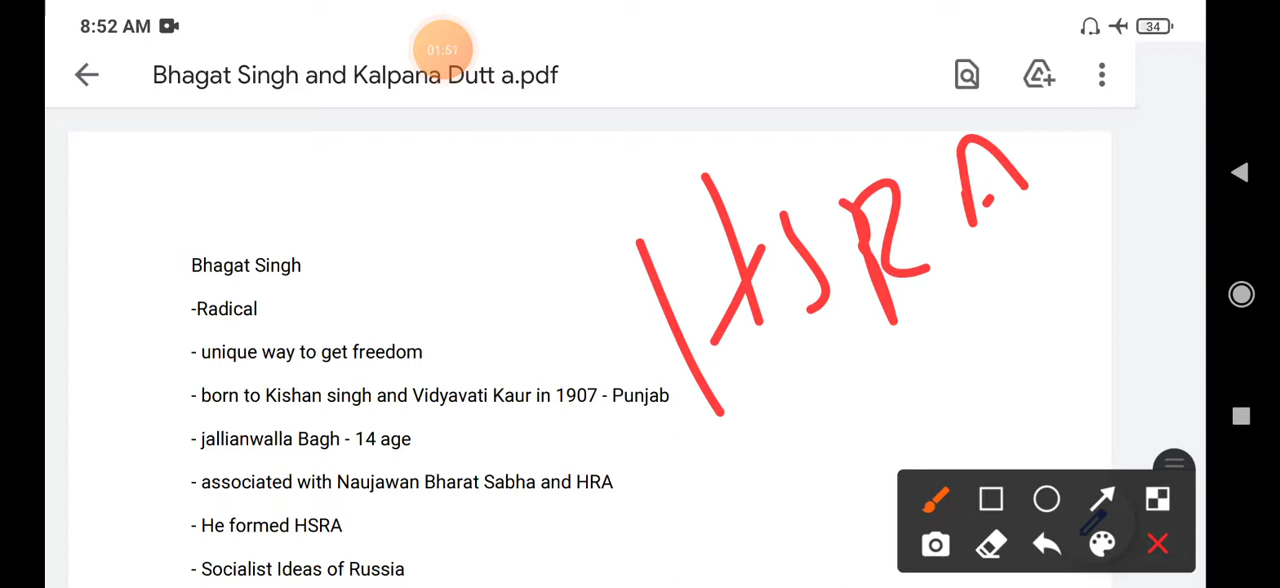 8:52 AM
01:57
34
Bhagat Singh and Kalpana Dutt a.pdf
HSRA
Bhagat Singh
-Radical
- unique way to get freedom
- born to Kishan singh and Vidyavati Kaur in 1907 - Punjab
- jallianwalla Bagh - 14 age
- associated with Naujawan Bharat Sabha and HRA
- He formed HSRA
- Socialist Ideas of Russia